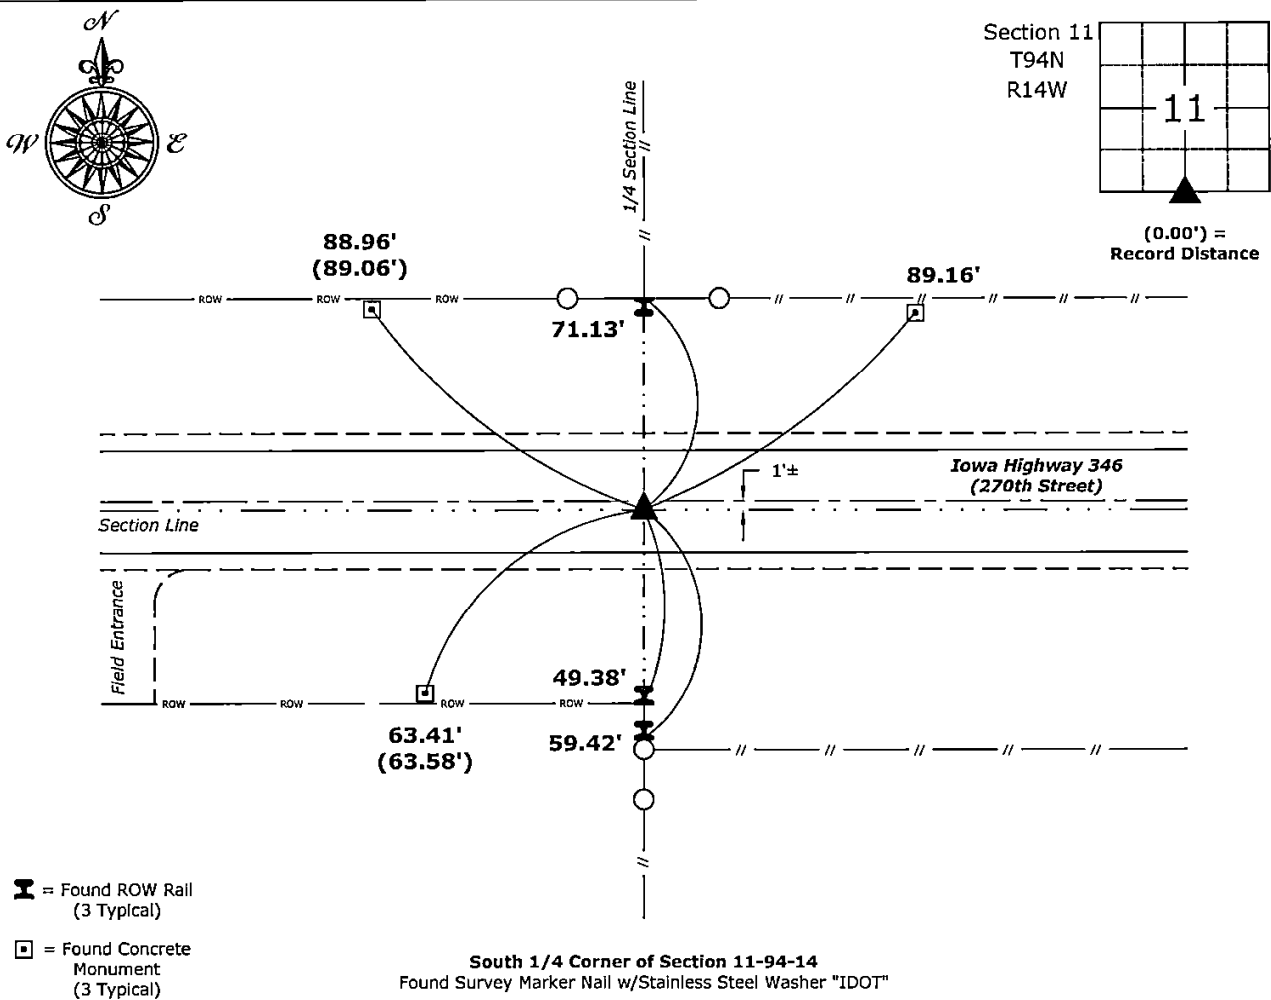 N
W
E
S
Section 11
T94N
R14W
11
(0.00') =
Record Distance
1/4 Section Line
88.96'
(89.06')
89.16'
ROW
ROW
ROW
71.13'
1'±
Iowa Highway 346
(270th Street)
Section Line
Field Entrance
49.38'
ROW
ROW
ROW
ROW
63.41'
(63.58')
59.42'
= Found ROW Rail
(3 Typical)
= Found Concrete
Monument
(3 Typical)
South 1/4 Corner of Section 11-94-14
Found Survey Marker Nail w/Stainless Steel Washer "IDOT"